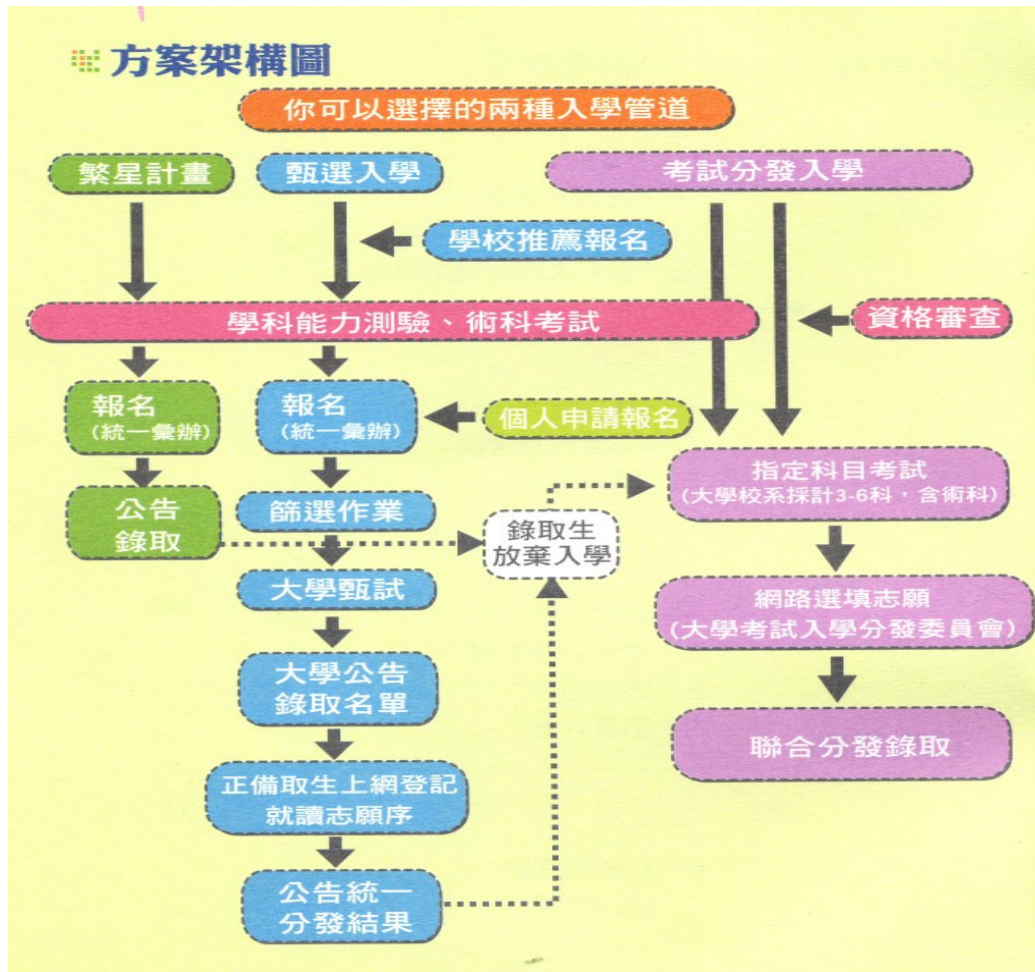 方案架構圖
你可以選擇的兩種入學管道
繁星計畫
甄選入學
考試分發入學
學校推薦報名
學科能力測驗、術科考試
資格審查
報名
(統一彙辦)
報名
(統一彙辦)
個人申請報名
指定科目考試
(大學校系採計3-6科,含術科)
公告
錄取
篩選作業
錄取生
放棄入學
大學甄試
網路選填志願
(大學考試入學分發委員會)
大學公告
錄取名單
聯合分發錄取
正備取生上網登記
就讀志願序
公告統一
分發結果